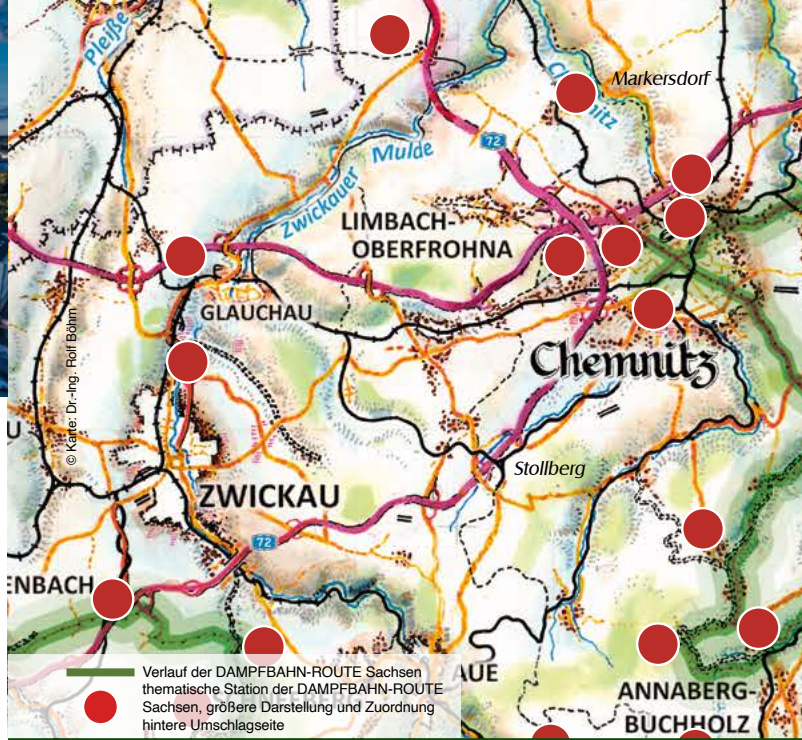 Pleiße
Chemnitz
Markersdorf
72
Mulde
Zwickauer
LIMBACH-
OBERFROHNA
GLAUCHAU
Chemnitz
© Karte: Dr.-Ing. Rolf Böhm
U
Stollberg
ZWICKAU
72
ENBACH
AUE
ANNABERG-
BUCHHOLZ
Verlauf der DAMPFBAHN-ROUTE Sachsen
thematische Station der DAMPFBAHN-ROUTE
Sachsen, größere Darstellung und Zuordnung
hintere Umschlagseite